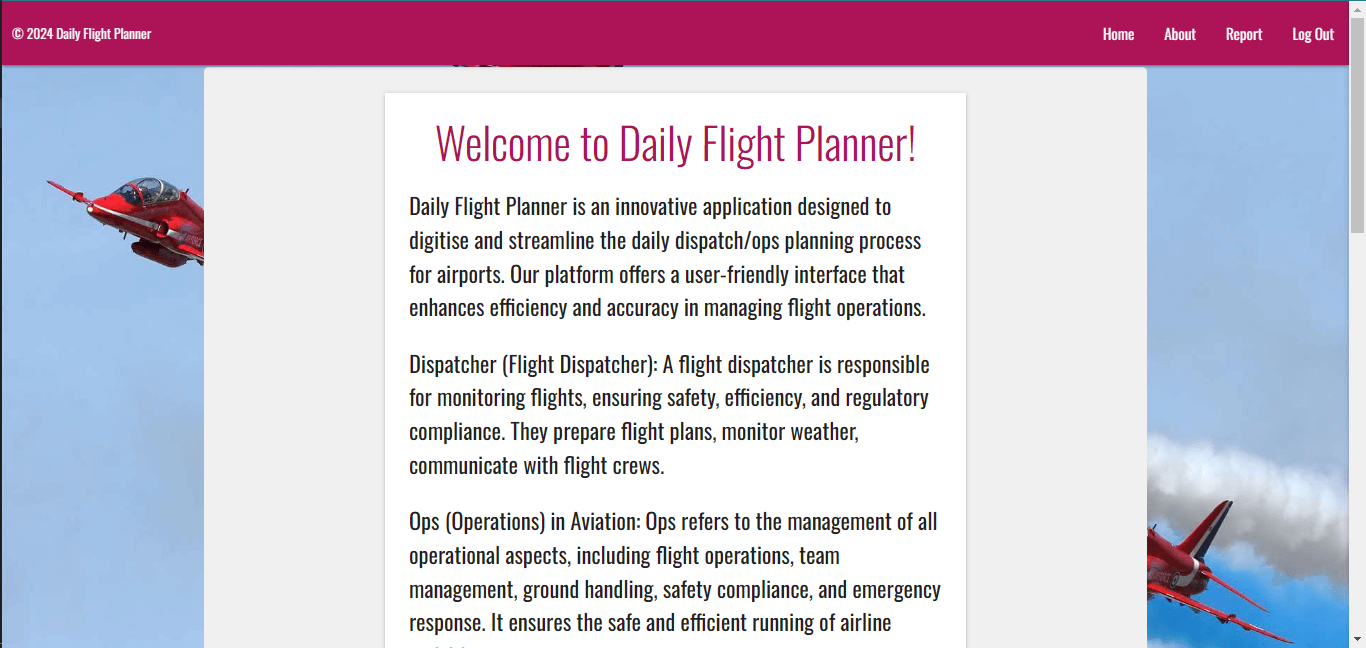 © 2024 Daily Flight Planner
Home About Report Log Out
Welcome to Daily Flight Planner!
Daily Flight Planner is an innovative application designed to
digitise and streamline the daily dispatch/ops planning process
for airports. Our platform offers a user-friendly interface that
enhances efficiency and accuracy in managing flight operations.
Dispatcher (Flight Dispatcher): A flight dispatcher is responsible
for monitoring flights, ensuring safety, efficiency, and regulatory
compliance. They prepare flight plans, monitor weather,
communicate with flight crews.
Ops (Operations) in Aviation: Ops refers to the management of all
operational aspects, including flight operations, team
management, ground handling, safety compliance, and emergency
response. It ensures the safe and efficient running of airline